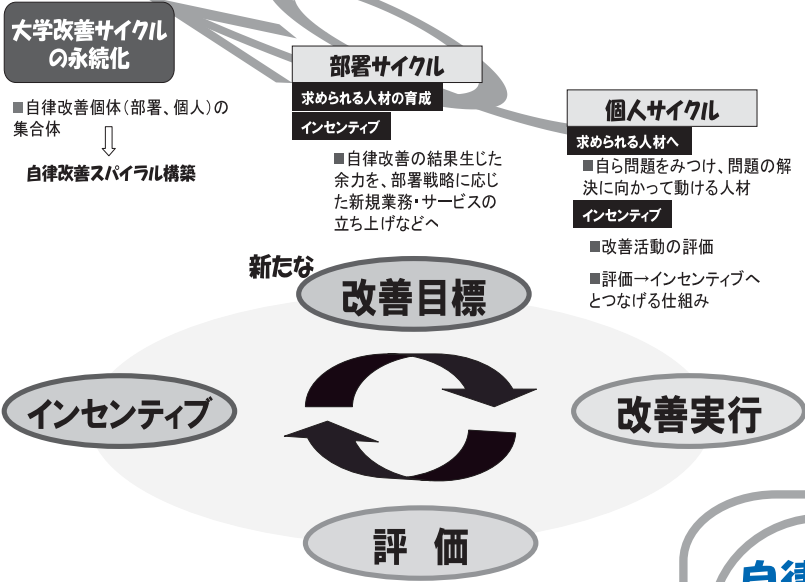 大学改善サイクル
の永続化
■自律改善個体（部署、個人）の
集合体
自律改善スパイラル構築
部署サイクル
求められる人材の育成
インセンティブ
■自律改善の結果生じた
余力を、部署戦略に応じ
た新規業務・サービスの
立ち上げなどへ
個人サイクル
求められる人材へ
■自ら問題をみつけ、問題の解
決に向かって動ける人材
インセンティブ
■改善活動の評価
■評価→インセンティブへ
とつなげる仕組み
新たな
改善目標
インセンティブ
改善実行
評 価
自律